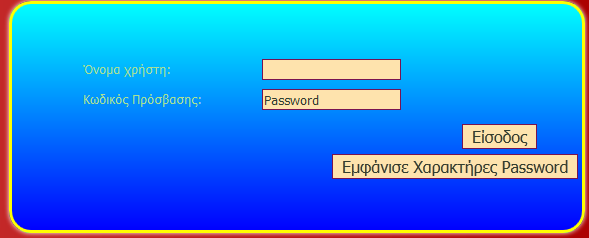 Όνομα χρήστη:
Κωδικός Πρόσβασης: Password
Είσοδος
Εμφάνισε Χαρακτήρες Password